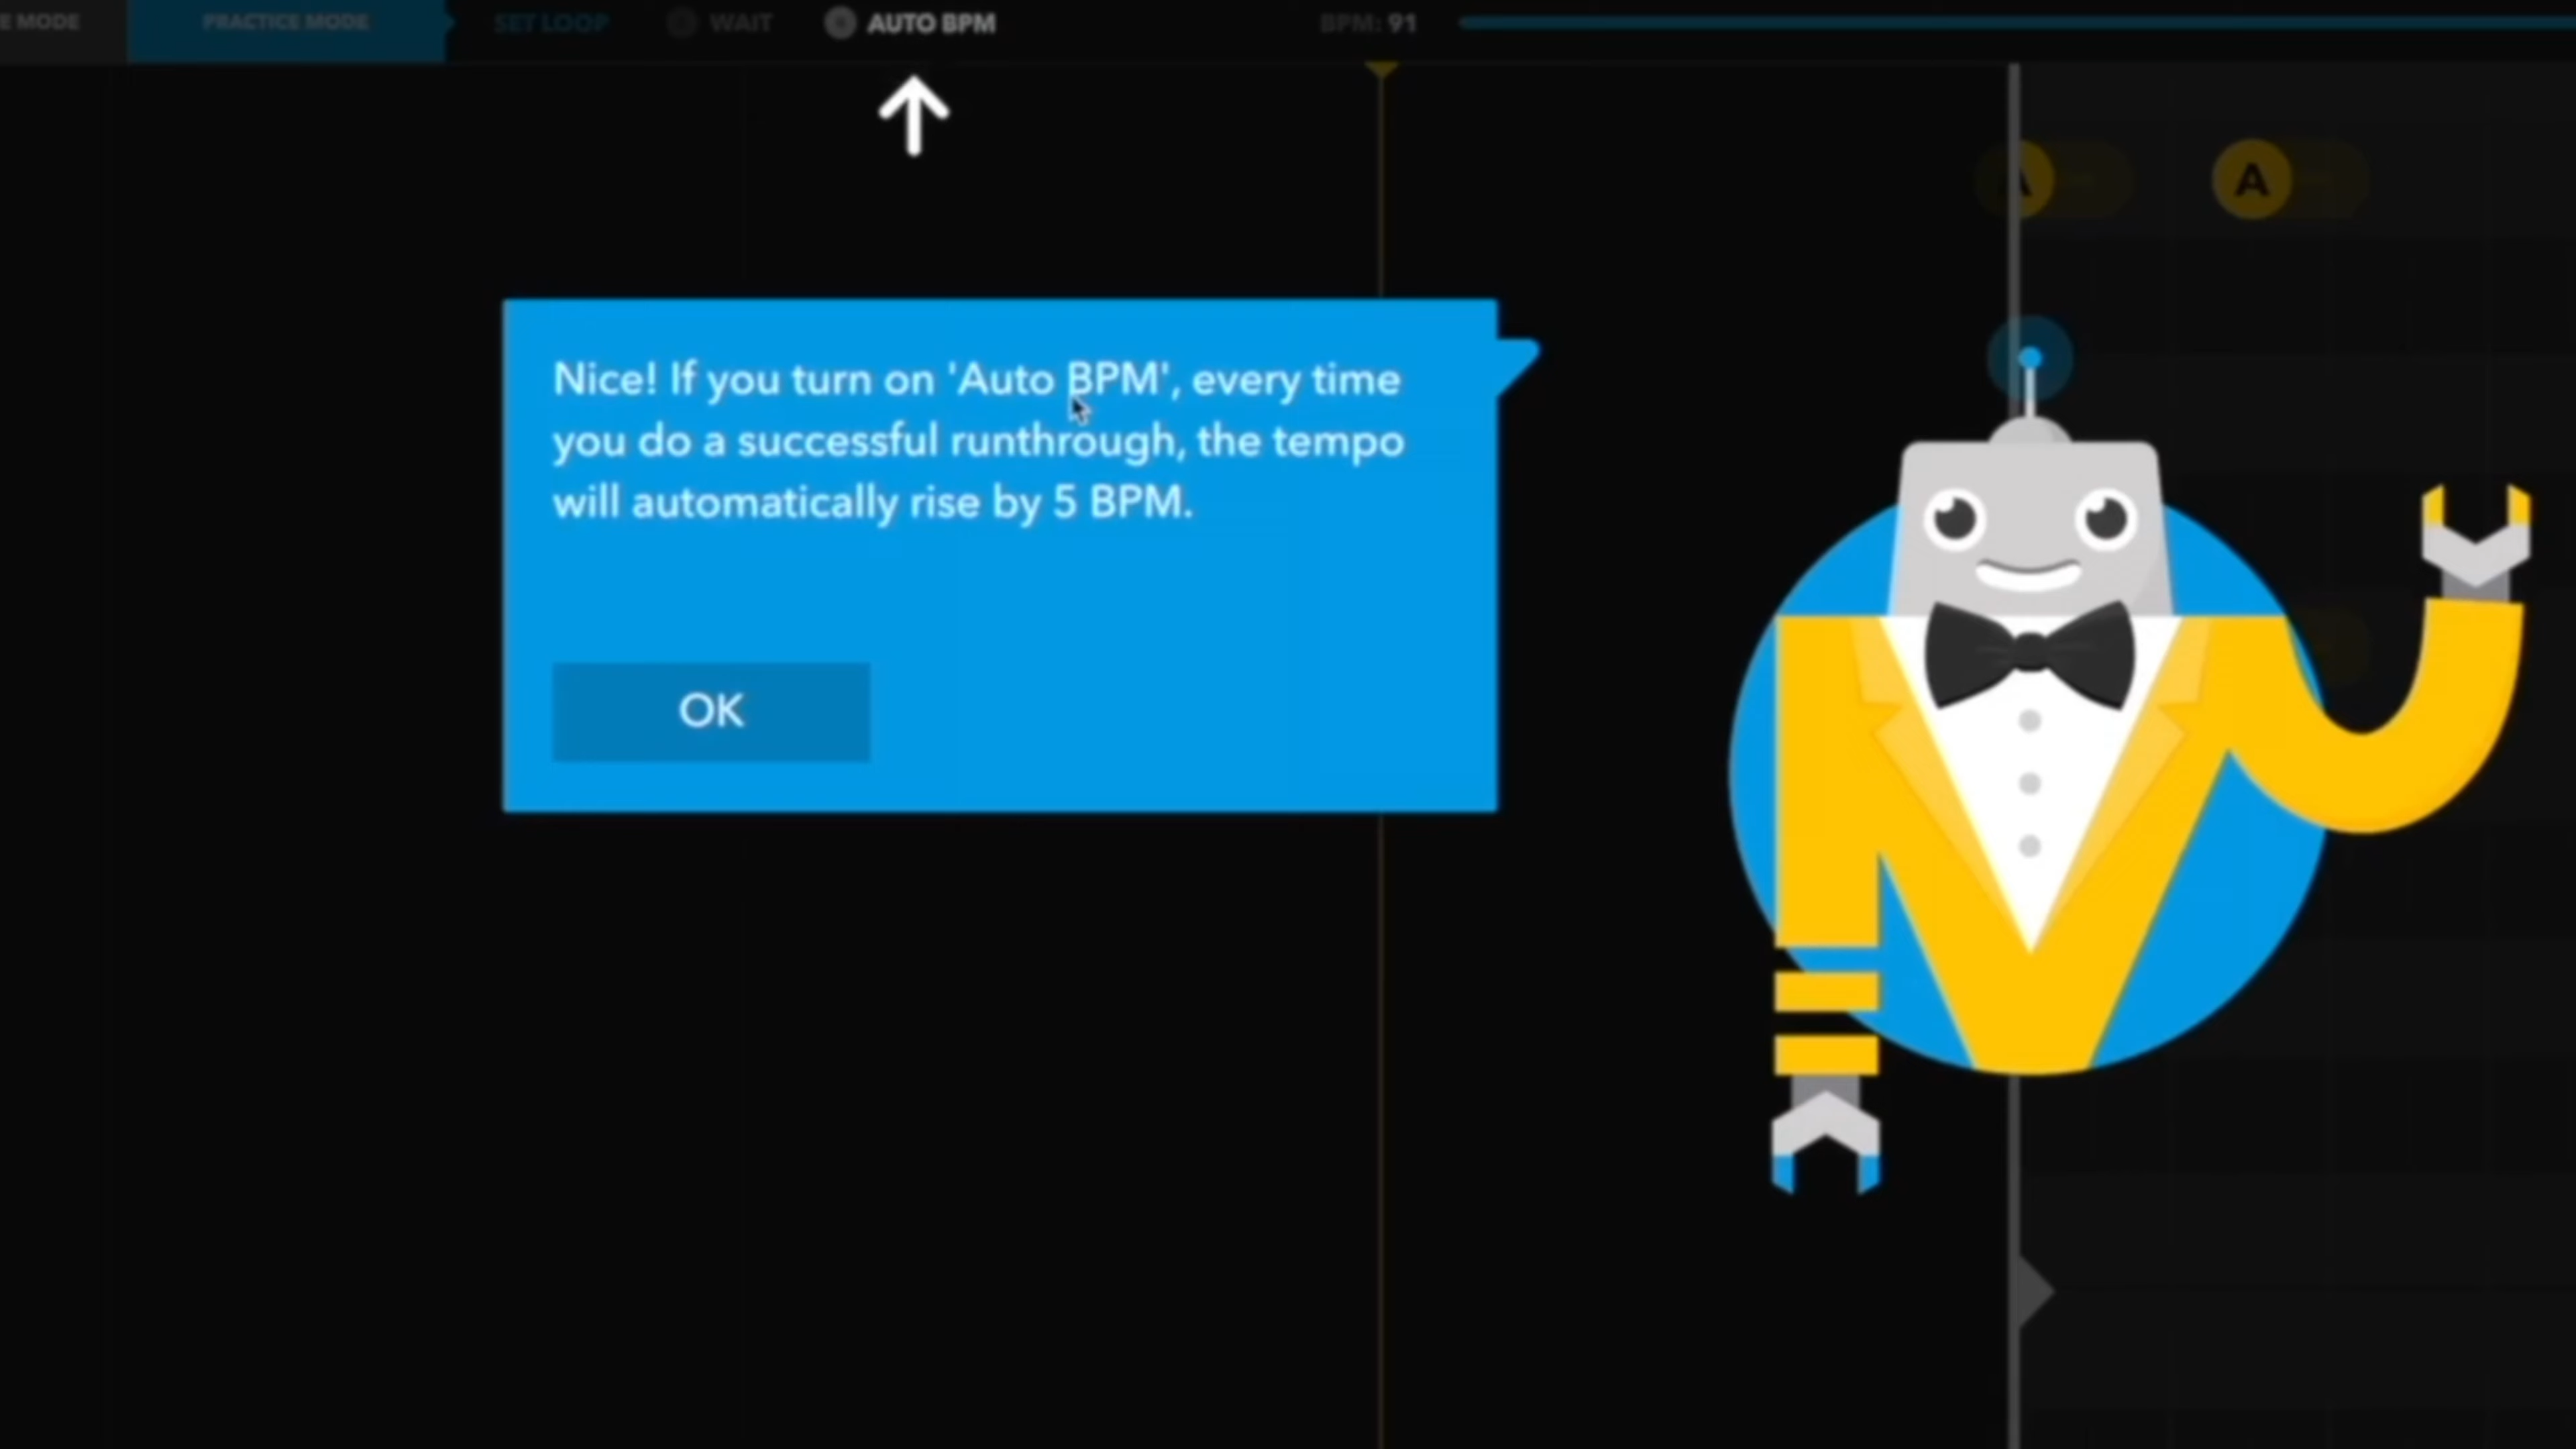 E MODE PRACTICE MODE SET LOOP WAIT AUTO BPM BPM: 91
A A
Nice! If you turn on 'Auto BPM', every time
you do a successful runthrough, the tempo
will automatically rise by 5 BPM.
OK